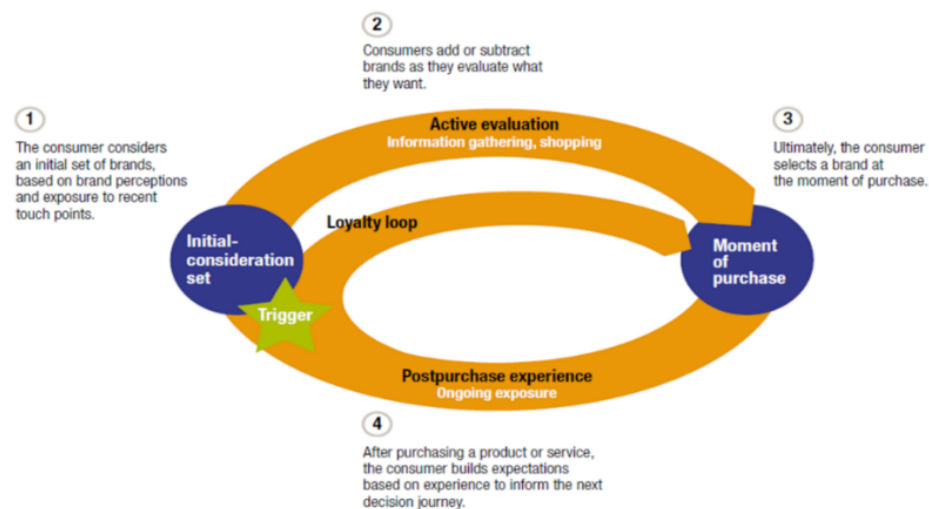 1
The consumer considers
an initial set of brands,
based on brand perceptions
and exposure to recent
touch points.
2
Consumers add or subtract
brands as they evaluate what
they want.
3
Ultimately, the consumer
selects a brand at
the moment of purchase.
Active evaluation
Information gathering, shopping
Loyalty loop
Initial-
consideration
set
Trigger
Moment
of
purchase
Postpurchase experience
Ongoing exposure
4
After purchasing a product or service,
the consumer builds expectations
based on experience to inform the next
decision journey.